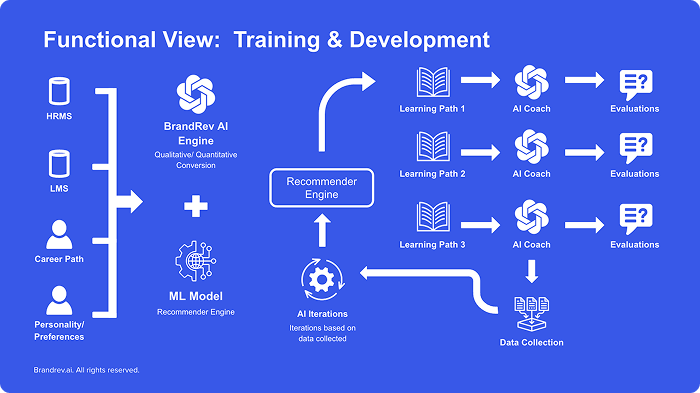 Functional View:  Training & Development
HRMS
LMS
Career Path
Personality/
Preferences
BrandRev AI
Engine
Qualitative/ Quantitative
Conversion
ML Model
Recommender Engine
Recommender
Engine
AI Iterations
Iterations based on
data collected
Learning Path 1
AI Coach
Evaluations
Learning Path 2
AI Coach
Evaluations
Learning Path 3
AI Coach
Evaluations
Data Collection
Brandrev.ai. All rights reserved.